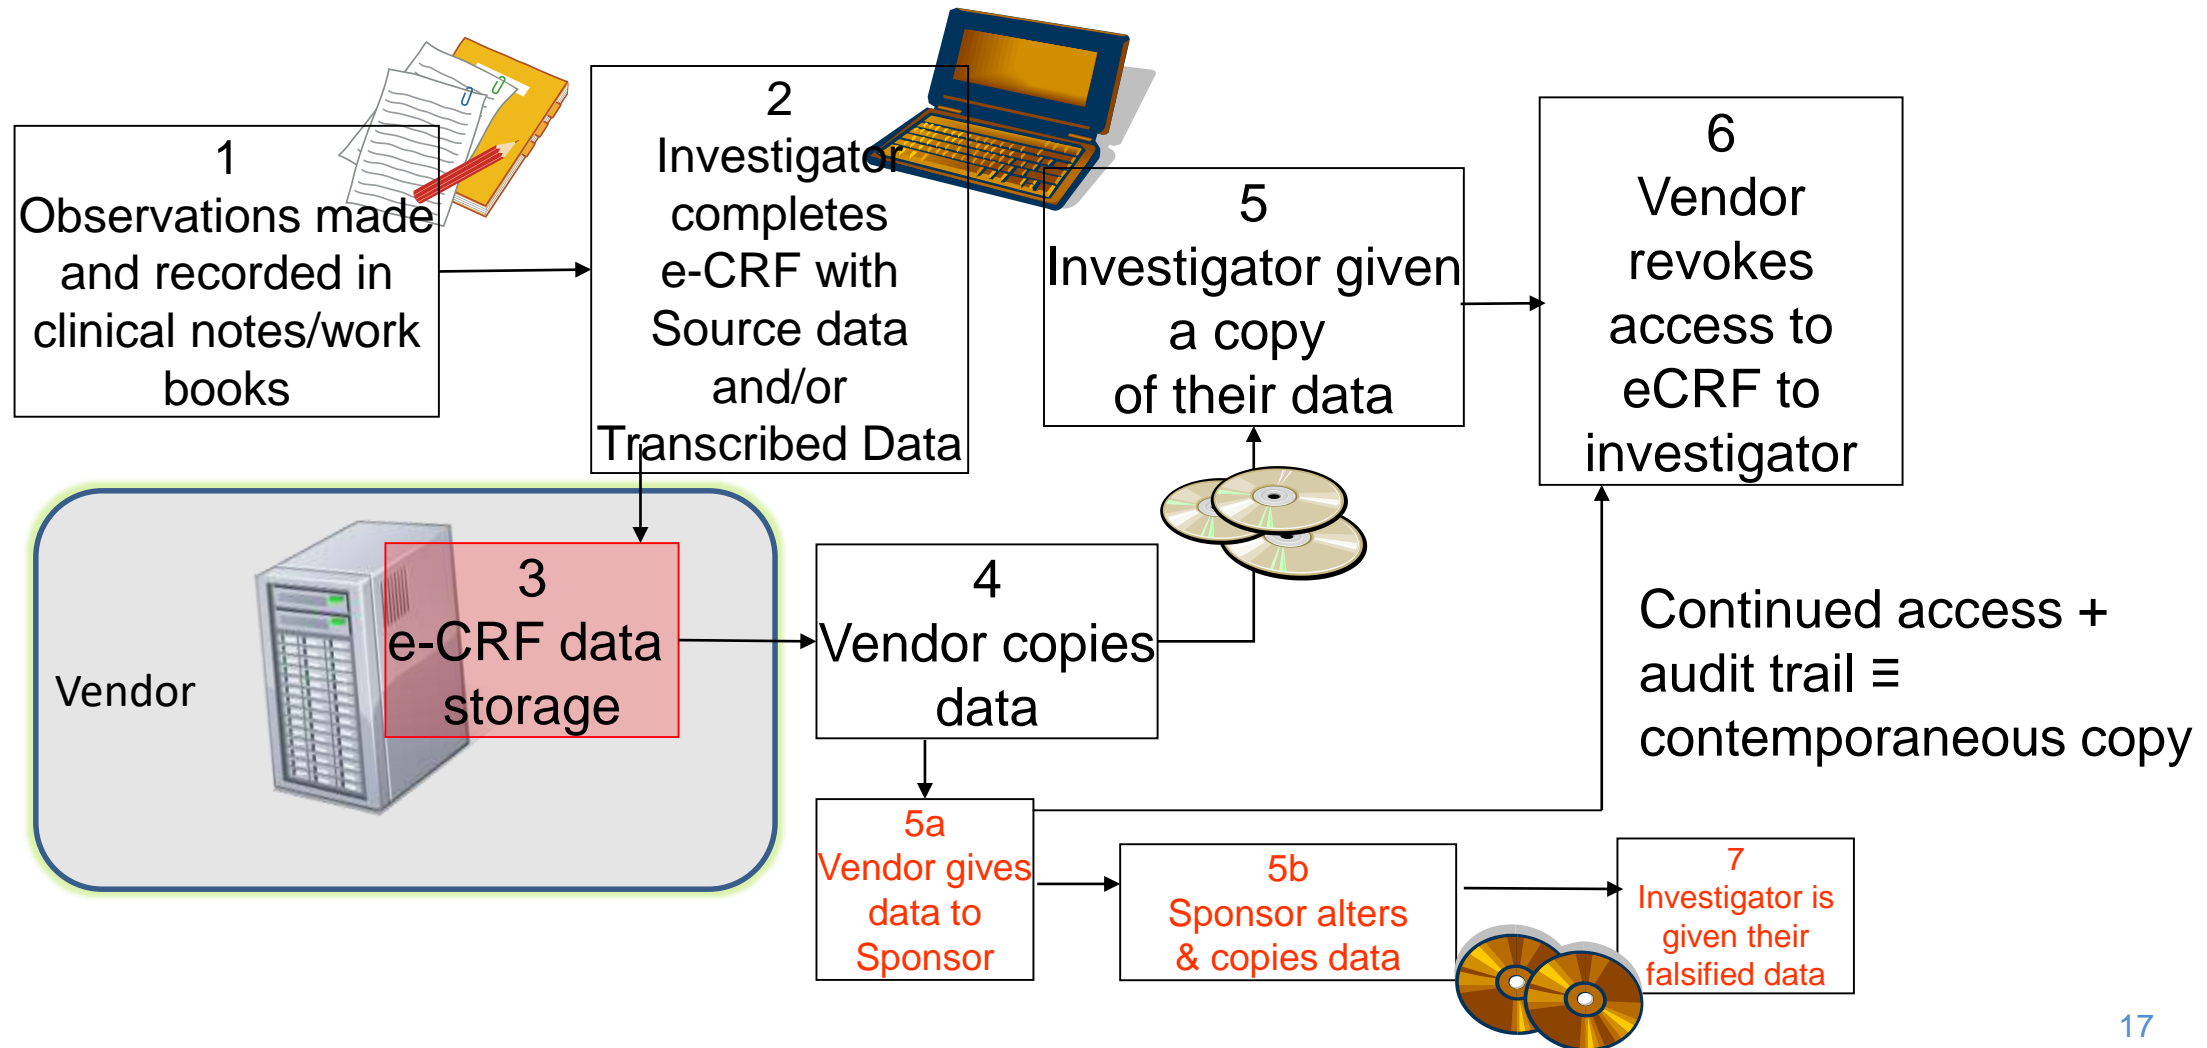 1
Observations made
and recorded in
clinical notes/work
books
2
Investigator
completes
e-CRF with
Source data
and/or
Transcribed Data
5
Investigator given
a copy
of their data
6
Vendor
revokes
access to
eCRF to
investigator
Vendor
3
e-CRF data
storage
4
Vendor copies
data
Continued access +
audit trail ≡
contemporaneous copy
5a
Vendor gives
data to
Sponsor
5b
Sponsor alters
& copies data
7
Investigator is
given their
falsified data
17